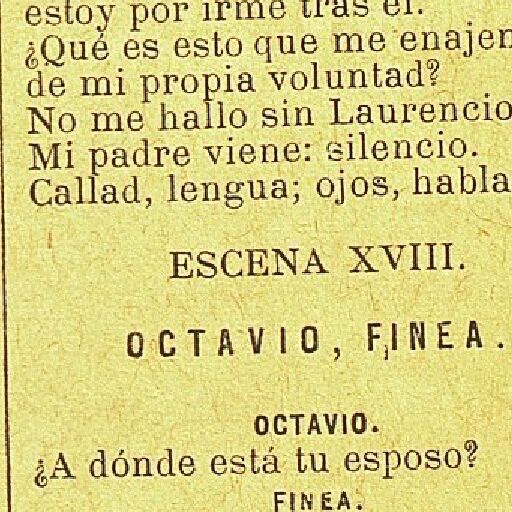 estoy por irme tras él.
¿Qué es esto que me enajen
de mi propia voluntad?
No me hallo sin Laurencio
Mi padre viene: silencio.
Callad, lengua; ojos, habla
ESCENA XVIII.
OCTAVIO, FINEA.
OCTAVIO.
¿A dónde está tu esposo?
FINEA.